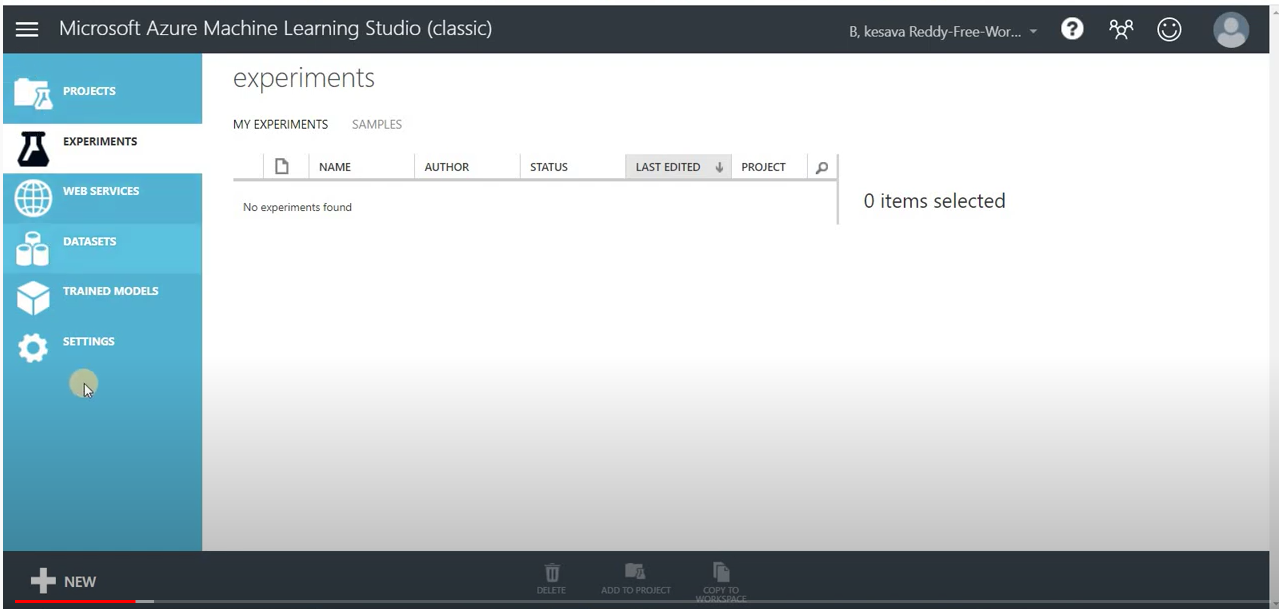 Microsoft Azure Machine Learning Studio (classic)
B, kesava Reddy-Free-Wor...
PROJECTS
EXPERIMENTS
WEB SERVICES
DATASETS
TRAINED MODELS
SETTINGS
experiments
MY EXPERIMENTS SAMPLES
NAME AUTHOR STATUS LAST EDITED PROJECT
No experiments found
0 items selected
NEW
DELETE
ADD TO PROJECT
COPY TO
WORKSPACE